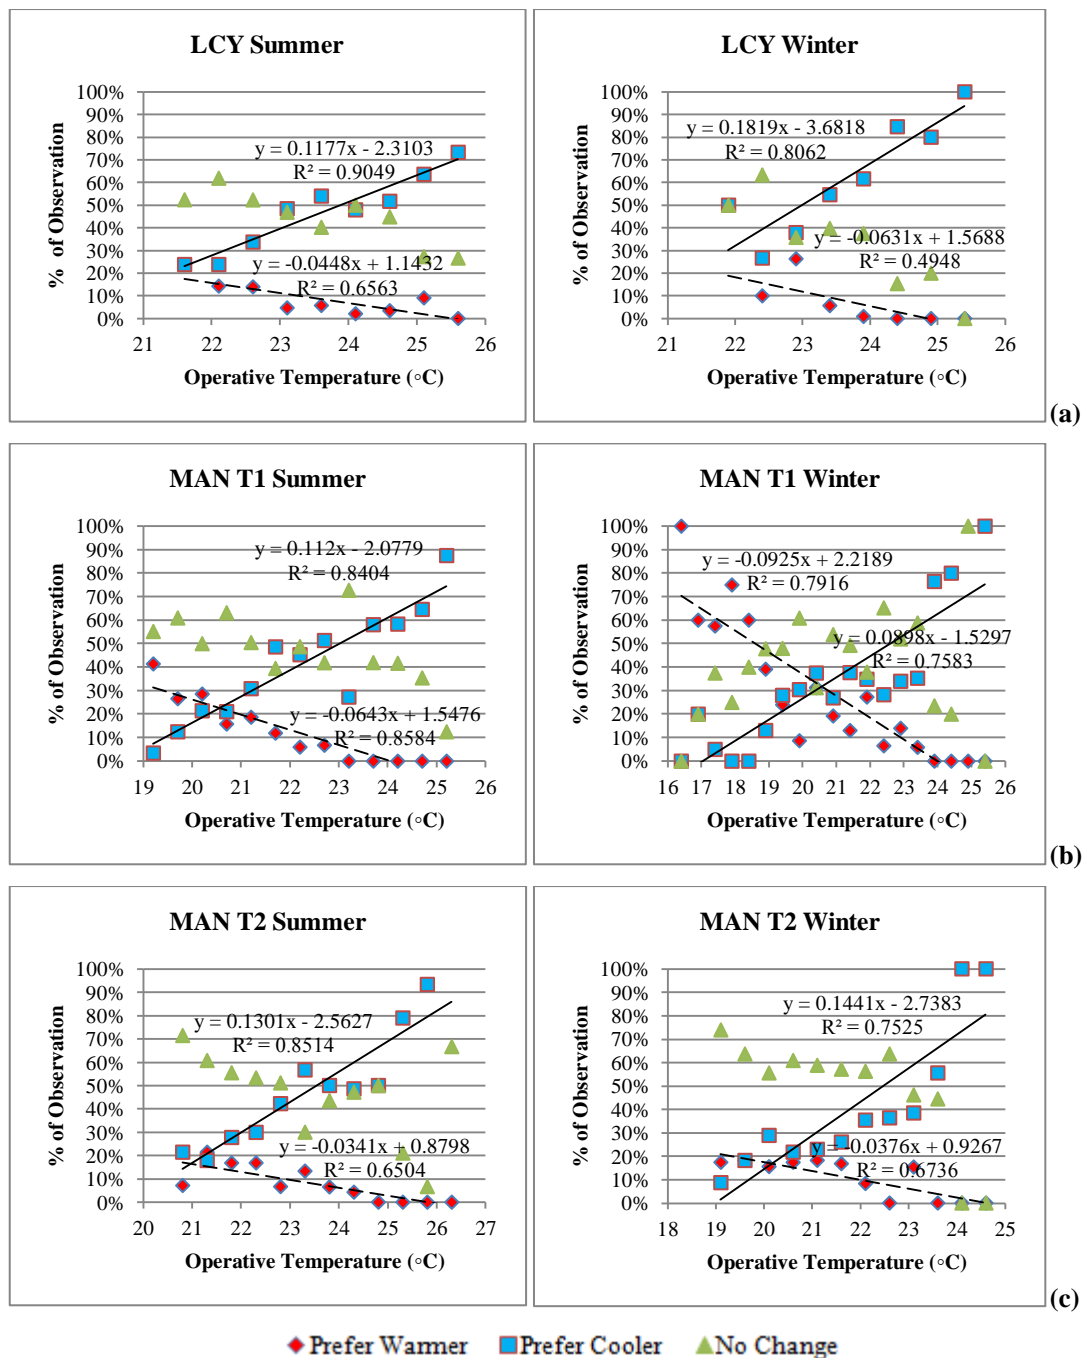 LCY Summer
% of Observation
100%
90%
80%
70%
60%
50%
40%
30%
20%
10%
0%
y = 0.1177x - 2.3103
R² = 0.9049
y = -0.0448x + 1.1432
R² = 0.6563
21 22 23 24 25 26
Operative Temperature (◦C)
LCY Winter
% of Observation
100%
90%
80%
70%
60%
50%
40%
30%
20%
10%
0%
y = 0.1819x - 3.6818
R² = 0.8062
y = -0.0631x + 1.5688
R² = 0.4948
21 22 23 24 25 26
Operative Temperature (◦C)
(a)
MAN T1 Summer
% of Observation
100%
90%
80%
70%
60%
50%
40%
30%
20%
10%
0%
y = 0.112x - 2.0779
R² = 0.8404
y = -0.0643x + 1.5476
R² = 0.8584
19 20 21 22 23 24 25 26
Operative Temperature (◦C)
MAN T1 Winter
% of Observation
100%
90%
80%
70%
60%
50%
40%
30%
20%
10%
0%
y = -0.0925x + 2.2189
R² = 0.7916
y = 0.0898x - 1.5297
R² = 0.7583
16 17 18 19 20 21 22 23 24 25 26
Operative Temperature (◦C)
(b)
MAN T2 Summer
% of Observation
100%
90%
80%
70%
60%
50%
40%
30%
20%
10%
0%
y = 0.1301x - 2.5627
R² = 0.8514
y = -0.0341x + 0.8798
R² = 0.6504
20 21 22 23 24 25 26 27
Operative Temperature (◦C)
MAN T2 Winter
% of Observation
100%
90%
80%
70%
60%
50%
40%
30%
20%
10%
0%
y = 0.1441x - 2.7383
R² = 0.7525
y = -0.0376x + 0.9267
R² = 0.6736
19 20 21 22 23 24 25
Operative Temperature (◦C)
(c)
Prefer Warmer Prefer Cooler No Change